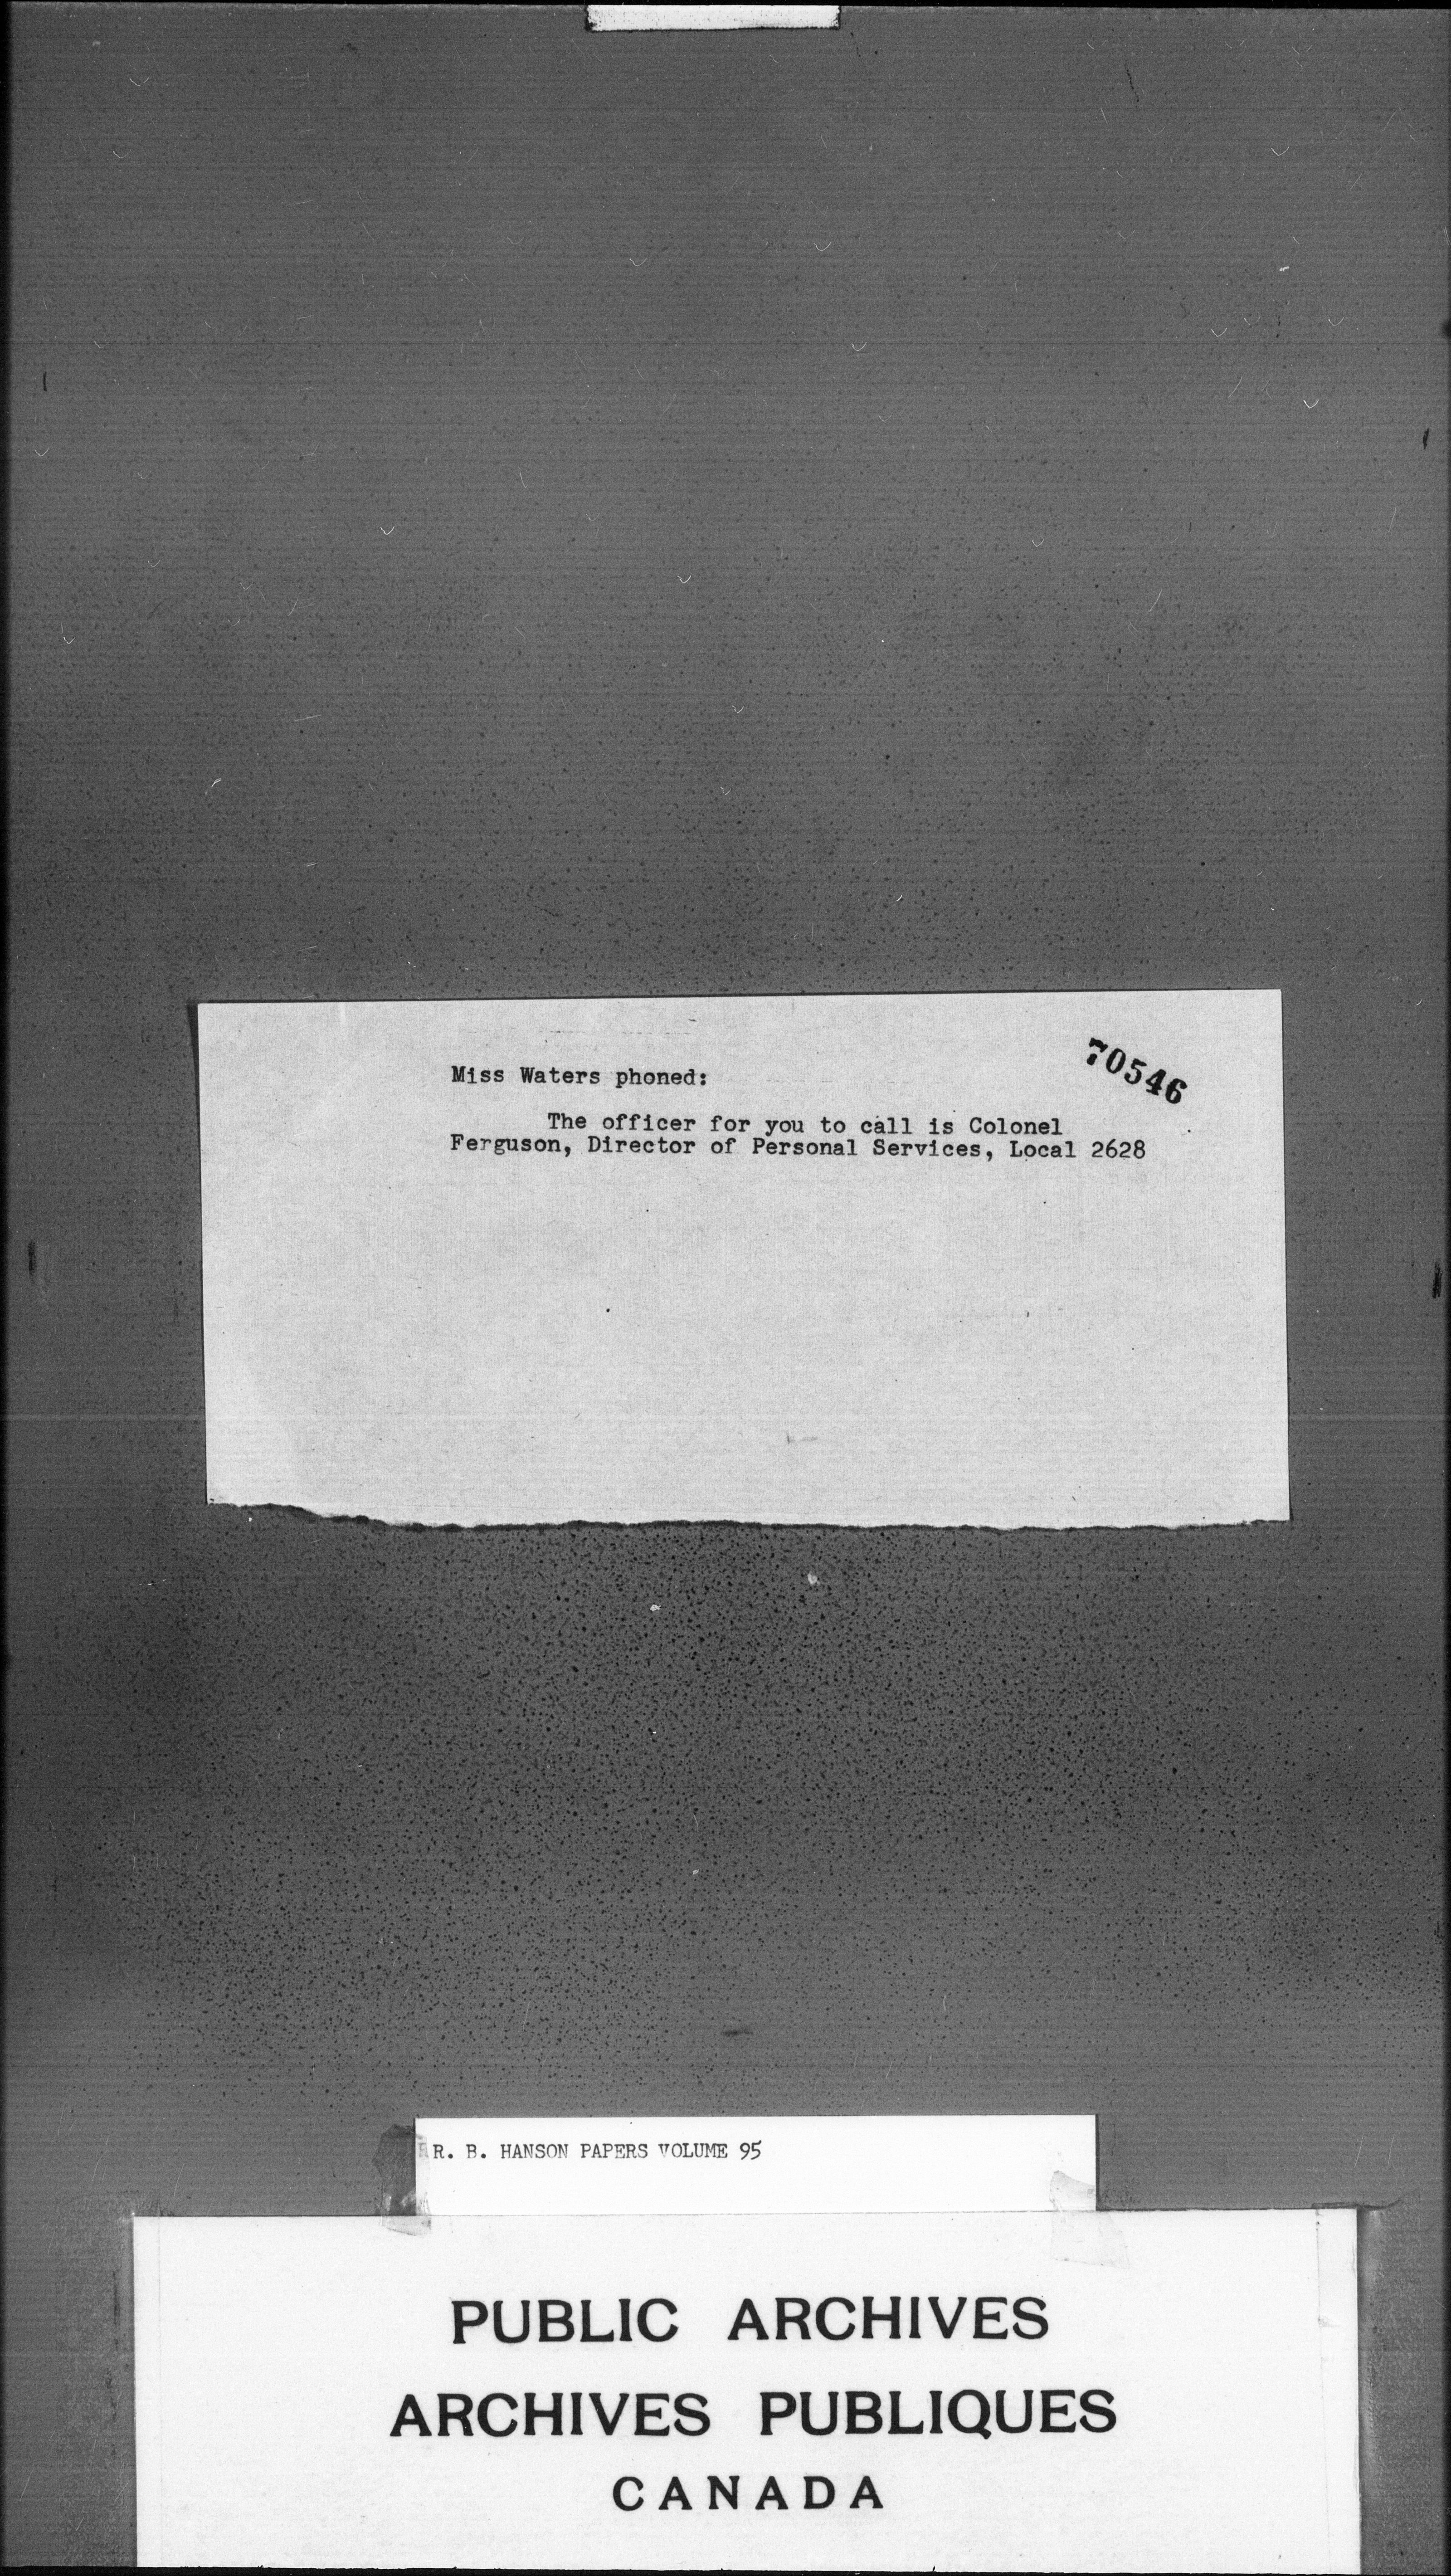 70546
Miss Waters phoned:
The officer for you to call is Colonel
Ferguson, Director of Personal Services, Local 2628
R. B. HANSON PAPERS VOLUME 95
PUBLIC ARCHIVES
ARCHIVES PUBLIQUES
CANADA